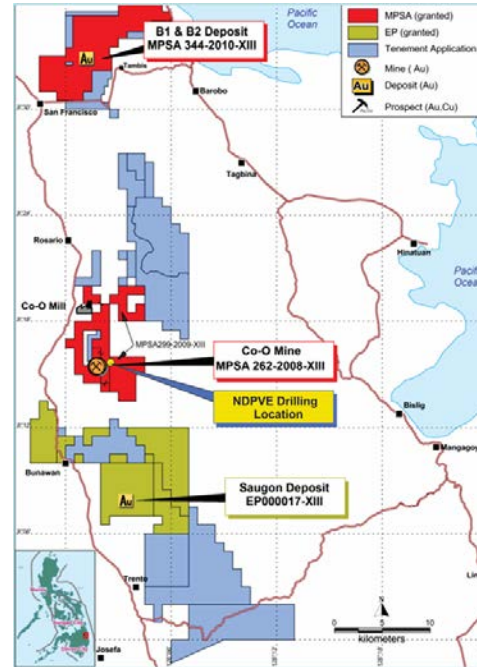 Pacific
Ocean
MPSA (granted)
EP (granted)
Tenement Application
Mine ( Au)
Au
Deposit (Au)
Prospect (Au,Cu)
B1 & B2 Deposit
MPSA 344-2010-XIII
Au
Tambis
Barobo
San Francisco
Tagbina
Rosario
Hinatuan
Pacific
Ocean
Co-O Mill
MPSA299-2009-XIII
Co-O Mine
MPSA 262-2008-XIII
NDPVE Drilling
Location
Bislig
Mangagoy
Bunawan
Saugon Deposit
EP000017-XIII
Au
Trento
Josefa
Lin
N
0
5
10
kilometers